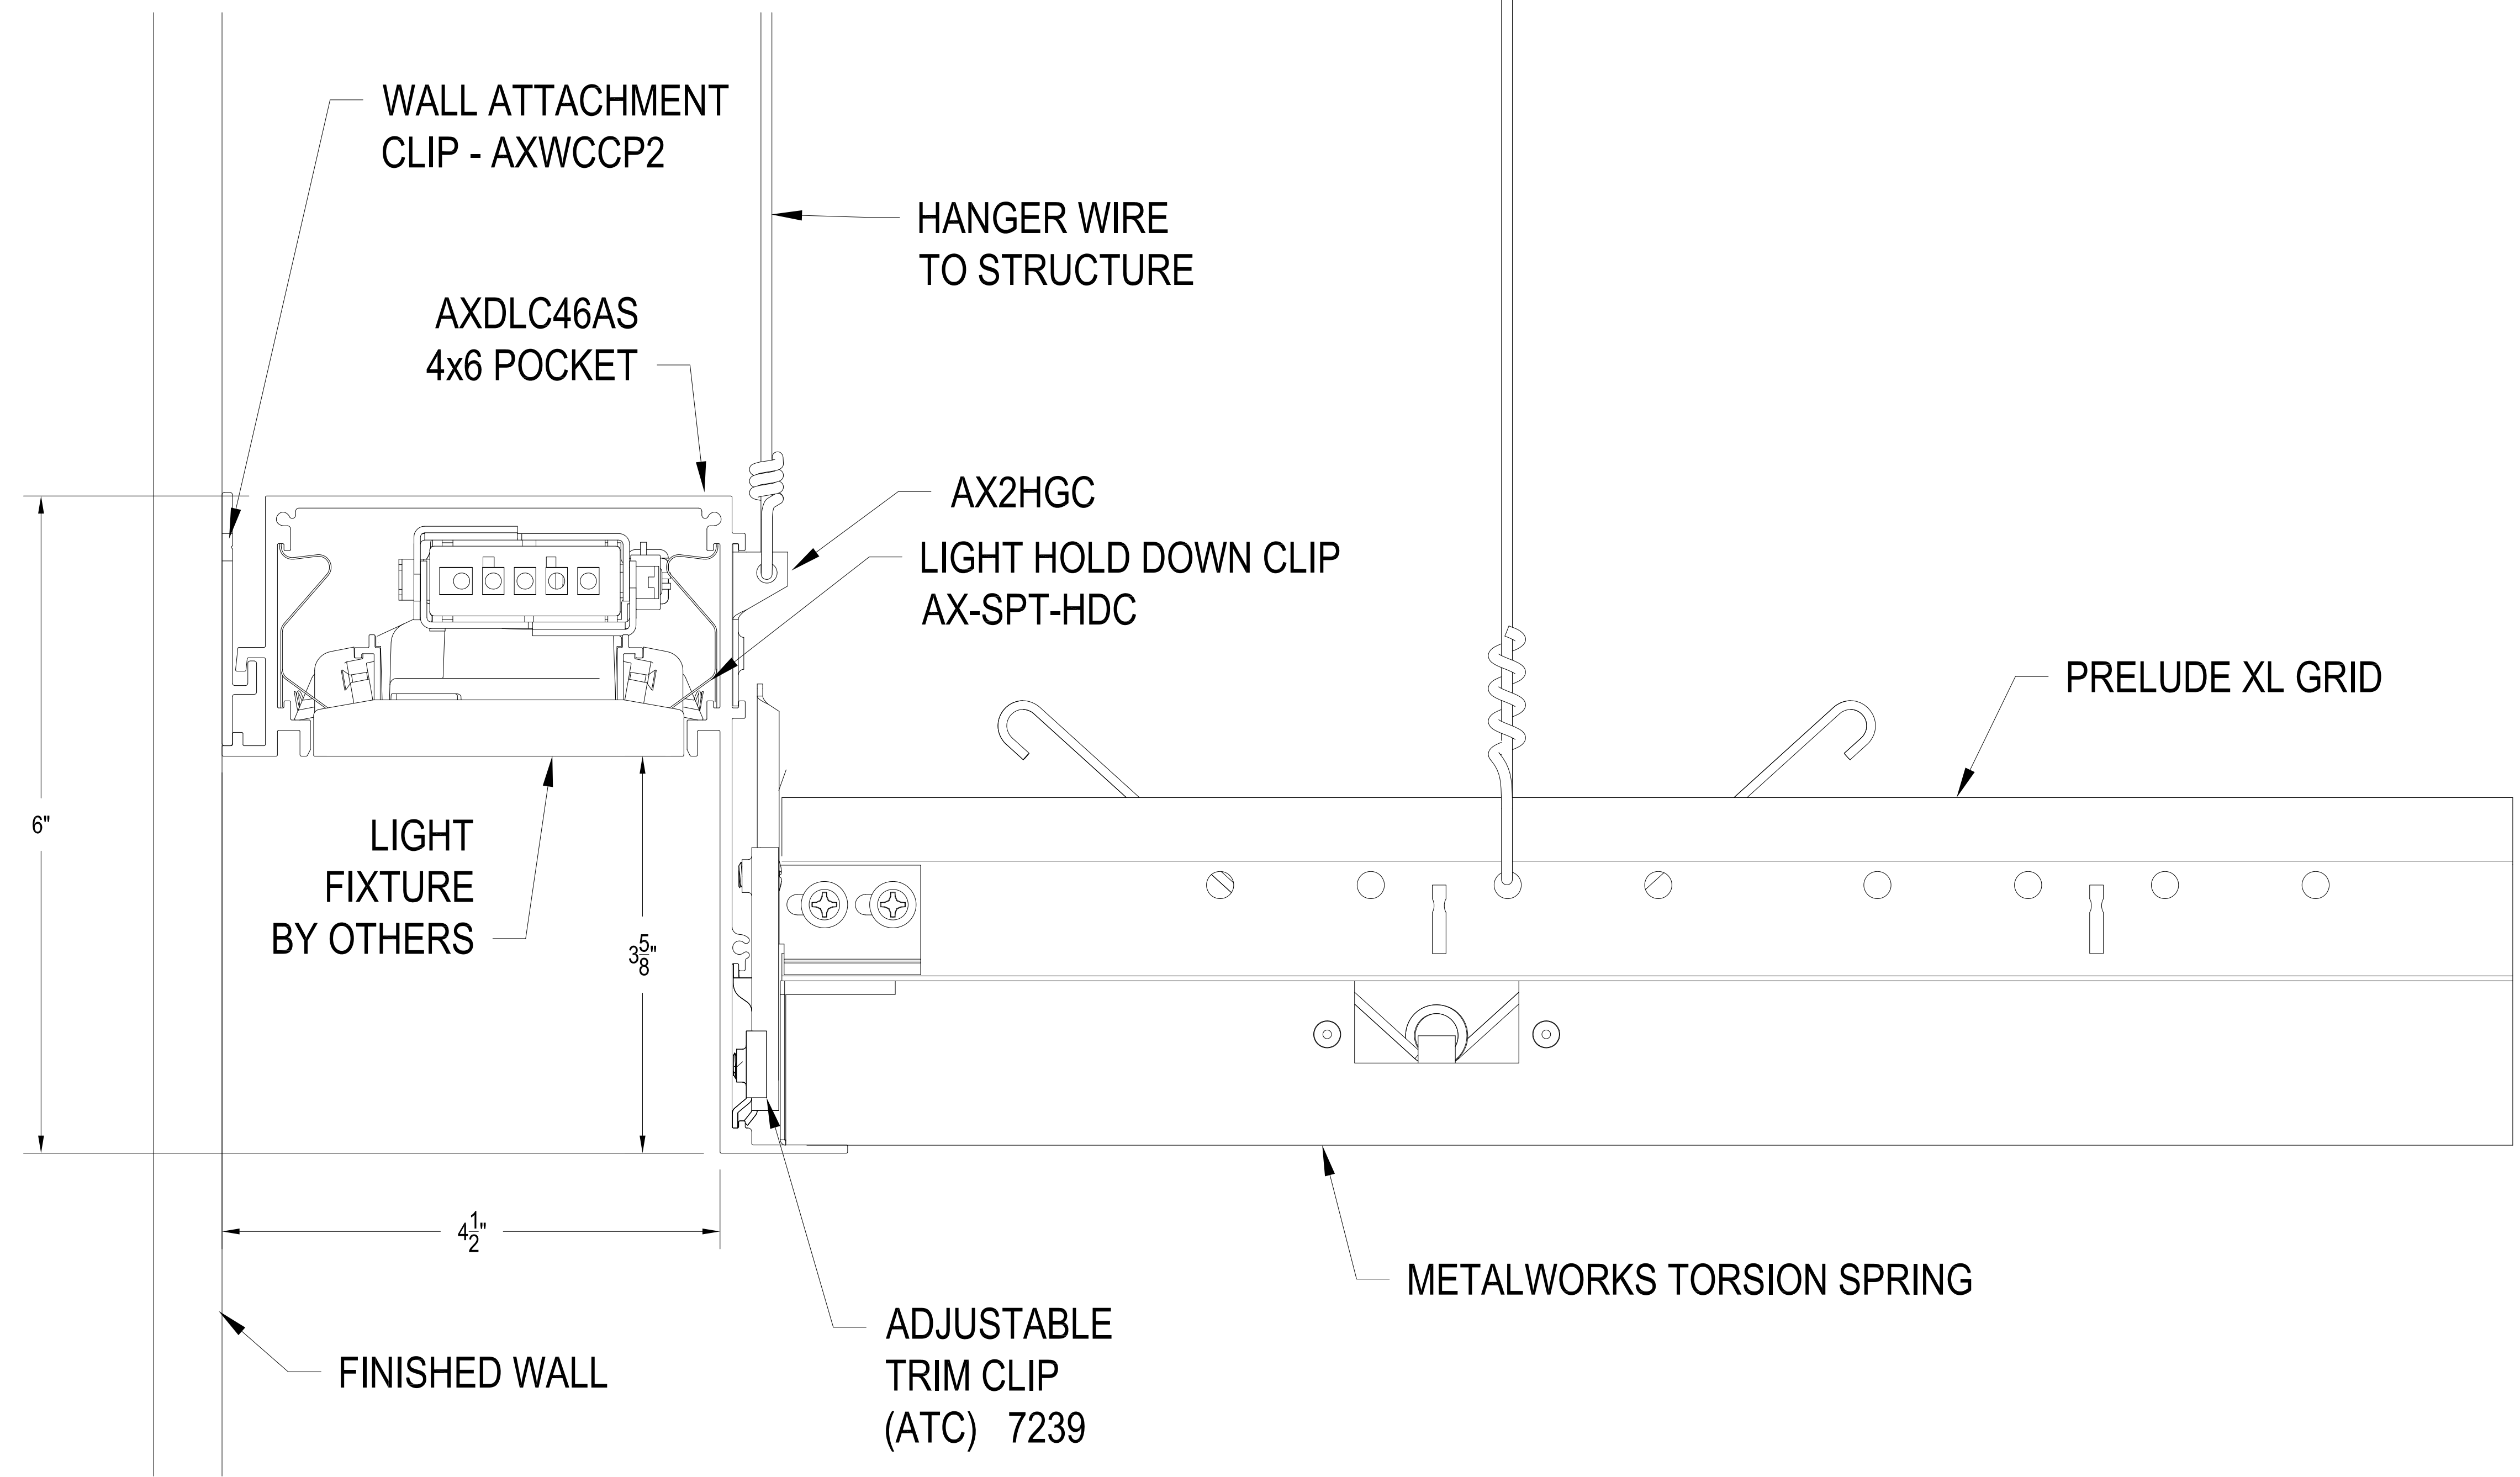 WALL ATTACHMENT
CLIP - AXWCCP2
HANGER WIRE
TO STRUCTURE
AXDLC46AS
4x6 POCKET
AX2HGC
LIGHT HOLD DOWN CLIP
AX-SPT-HDC
PRELUDE XL GRID
6"
LIGHT
FIXTURE
BY OTHERS
3 5/8"
4 1/2"
METALWORKS TORSION SPRING
ADJUSTABLE
TRIM CLIP
(ATC) 7239
FINISHED WALL